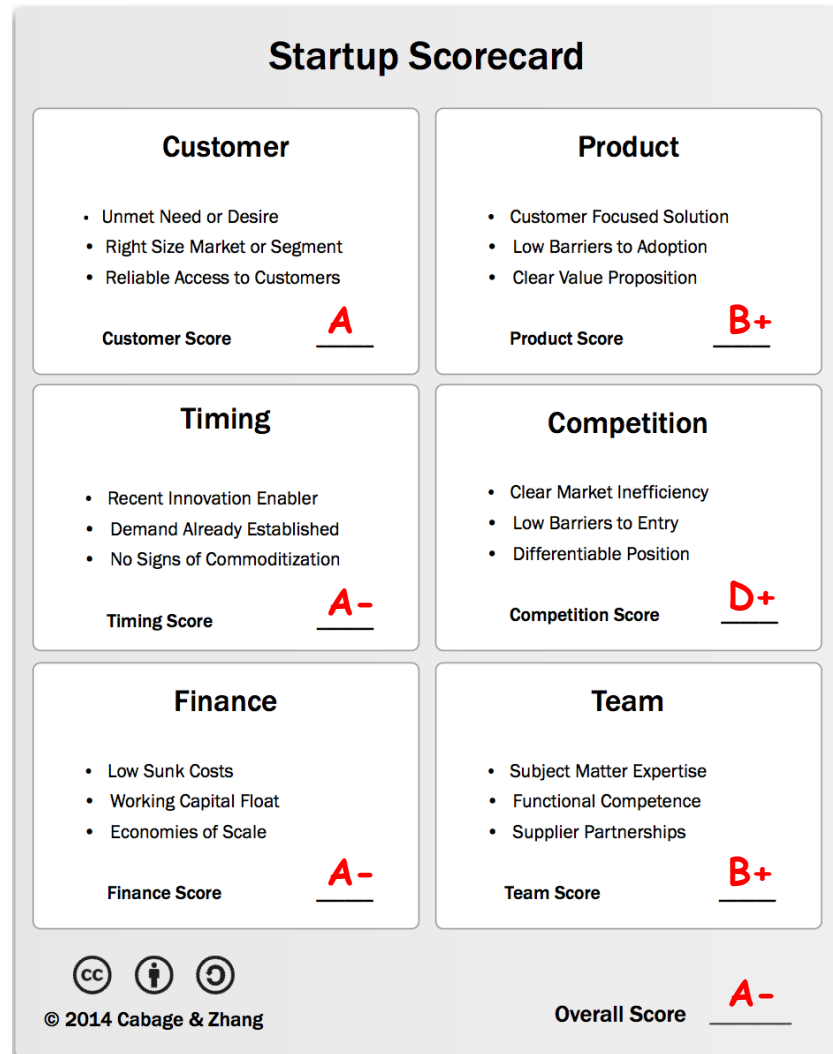 Startup Scorecard
Customer
• Unmet Need or Desire
• Right Size Market or Segment
• Reliable Access to Customers
Customer Score A
Product
• Customer Focused Solution
• Low Barriers to Adoption
• Clear Value Proposition
Product Score B+
Timing
• Recent Innovation Enabler
• Demand Already Established
• No Signs of Commoditization
Timing Score A-
Competition
• Clear Market Inefficiency
• Low Barriers to Entry
• Differentiable Position
Competition Score D+
Finance
• Low Sunk Costs
• Working Capital Float
• Economies of Scale
Finance Score A-
Team
• Subject Matter Expertise
• Functional Competence
• Supplier Partnerships
Team Score B+
cc
© 2014 Cabage & Zhang
Overall Score A-